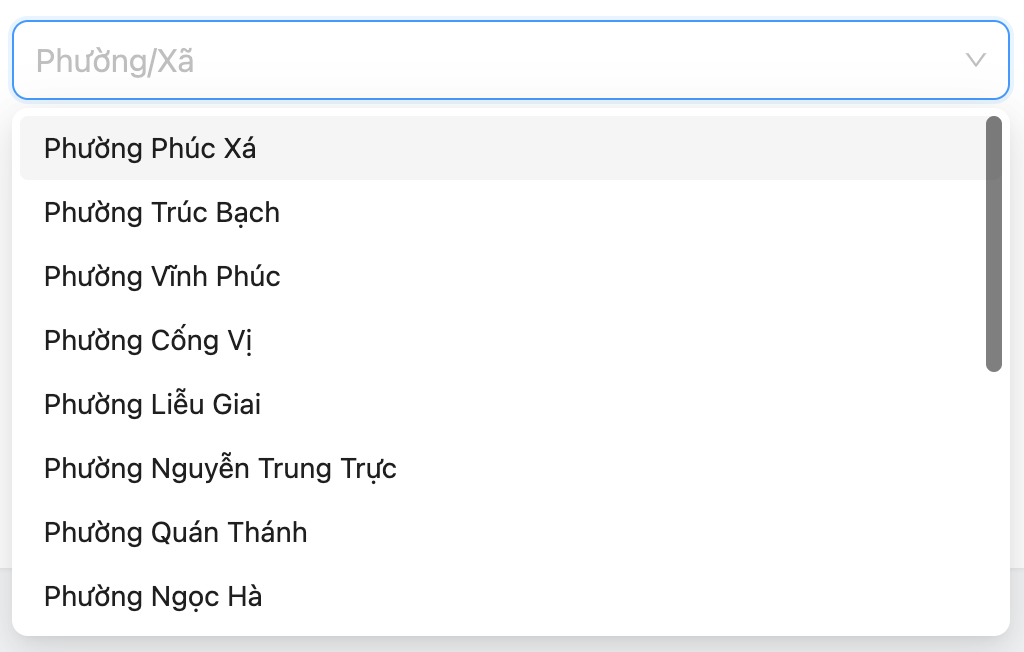 Phường/Xã
Phường Phúc Xá
Phường Trúc Bạch
Phường Vĩnh Phúc
Phường Cống Vị
Phường Liễu Giai
Phường Nguyễn Trung Trực
Phường Quán Thánh
Phường Ngọc Hà